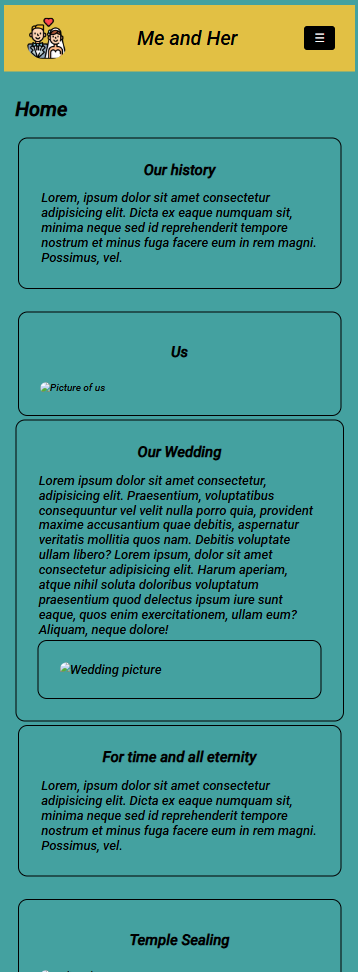 Me and Her
☰
Home
Our history
Lorem, ipsum dolor sit amet consectetur
adipisicing elit. Dicta ex eaque numquam sit,
minima neque sed id reprehenderit tempore
nostrum et minus fuga facere eum in rem magni.
Possimus, vel.
Us
Picture of us
Our Wedding
Lorem ipsum dolor sit amet consectetur,
adipisicing elit. Praesentium, voluptatibus
consequuntur vel velit nulla porro quia, provident
maxime accusantium quae debitis, aspernatur
veritatis mollitia quos nam. Debitis voluptate
ullam libero? Lorem ipsum, dolor sit amet
consectetur adipisicing elit. Harum aperiam,
atque nihil soluta doloribus voluptatum
praesentium quod delectus ipsum iure sunt
eaque, quos enim exercitationem, ullam eum?
Aliquam, neque dolore!
Wedding picture
For time and all eternity
Lorem, ipsum dolor sit amet consectetur
adipisicing elit. Dicta ex eaque numquam sit,
minima neque sed id reprehenderit tempore
nostrum et minus fuga facere eum in rem magni.
Possimus, vel.
Temple Sealing